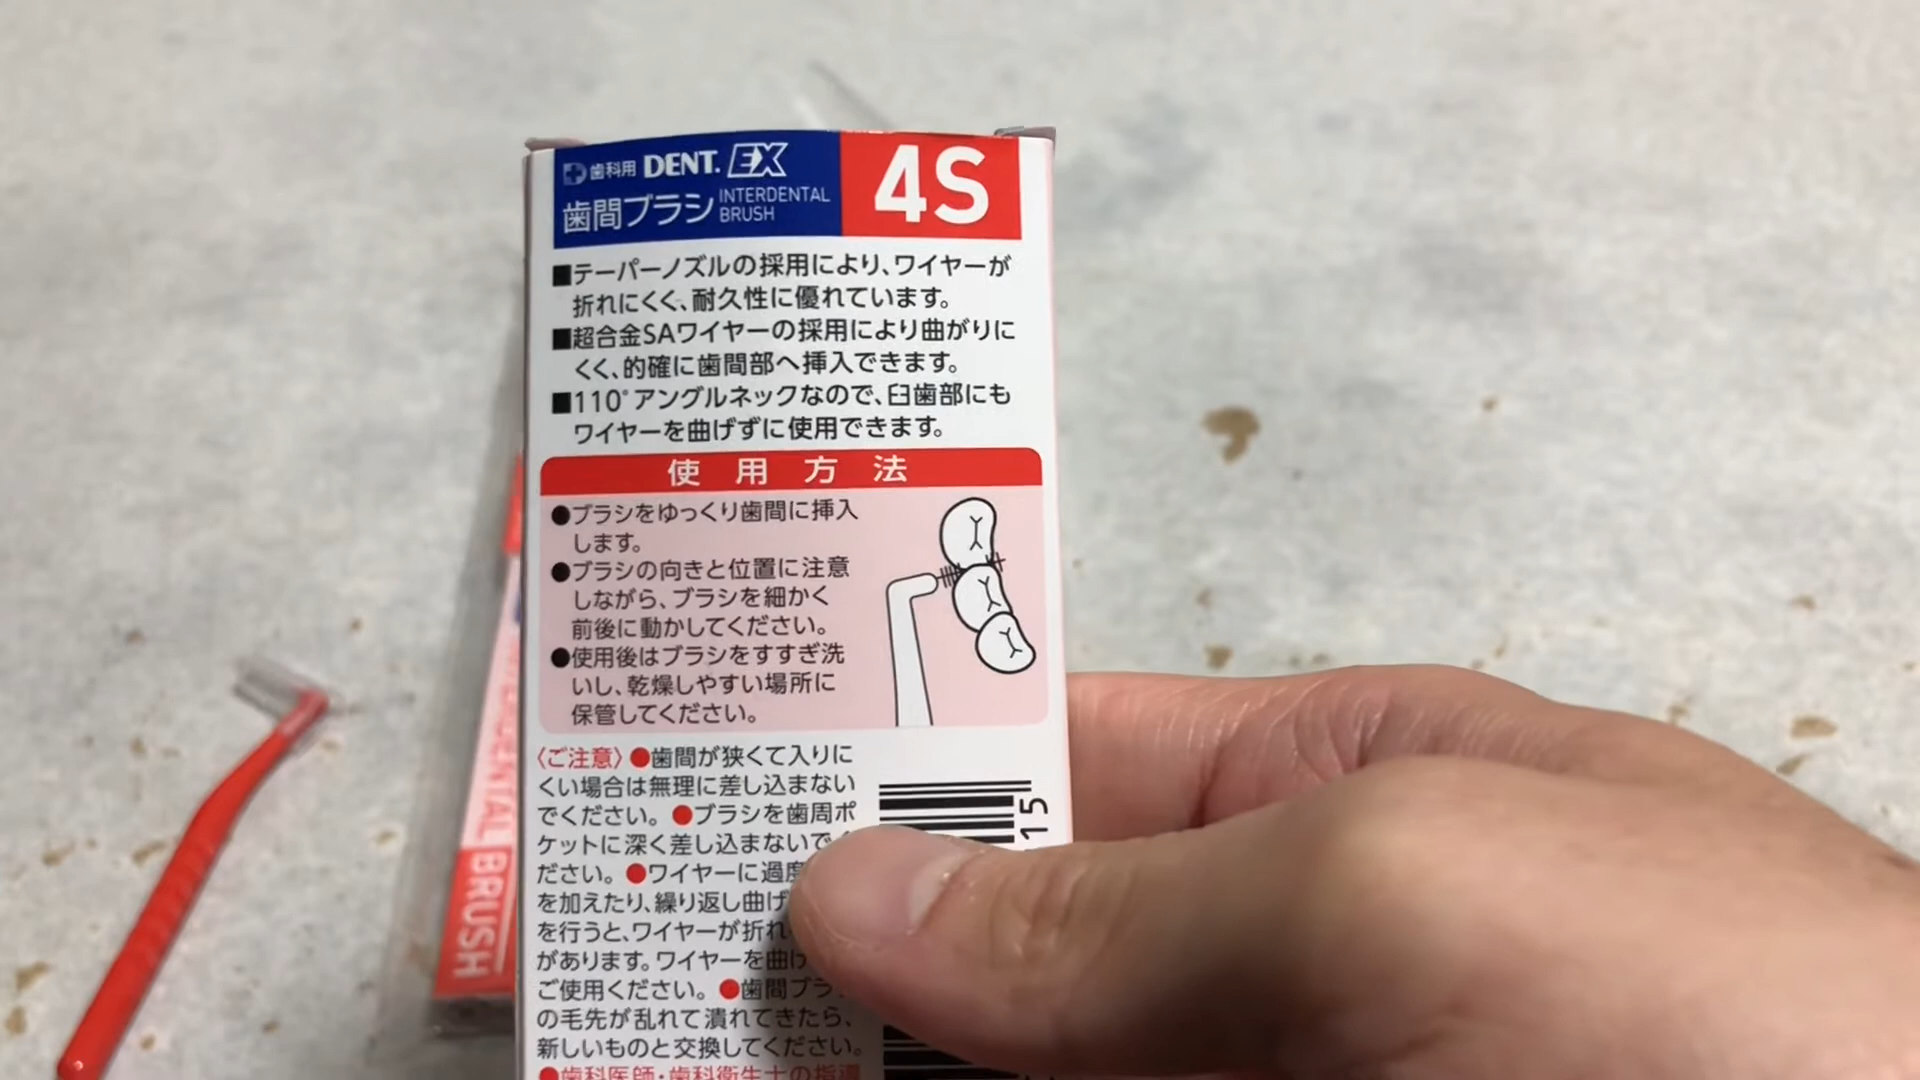 歯科用 DENT. EX
歯間ブラシ INTERDENTAL BRUSH
4S
■テーパーノズルの採用により、ワイヤーが
折れにくく、耐久性に優れています。
■超合金SAワイヤーの採用により曲がりに
くく、的確に歯間部へ挿入できます。
■110°アングルネックなので、臼歯部にも
ワイヤーを曲げずに使用できます。
使用方法
●ブラシをゆっくり歯間に挿入
します。
●ブラシの向きと位置に注意
しながら、ブラシを細かく
前後に動かしてください。
●使用後はブラシをすすぎ洗
いし、乾燥しやすい場所に
保管してください。
〈ご注意〉●歯間が狭くて入りに
くい場合は無理に差し込まない
でください。●ブラシを歯周ポ
ケットに深く差し込まないで
ださい。●ワイヤーに過度
を加えたり、繰り返し曲げ
を行うと、ワイヤーが折れ
があります。ワイヤーを曲げ
ご使用ください。●歯間ブラ
の毛先が乱れて潰れてきたら、
新しいものと交換してください。
●歯科医師・歯科衛生士の指導
15
INTERDENTAL BRUSH